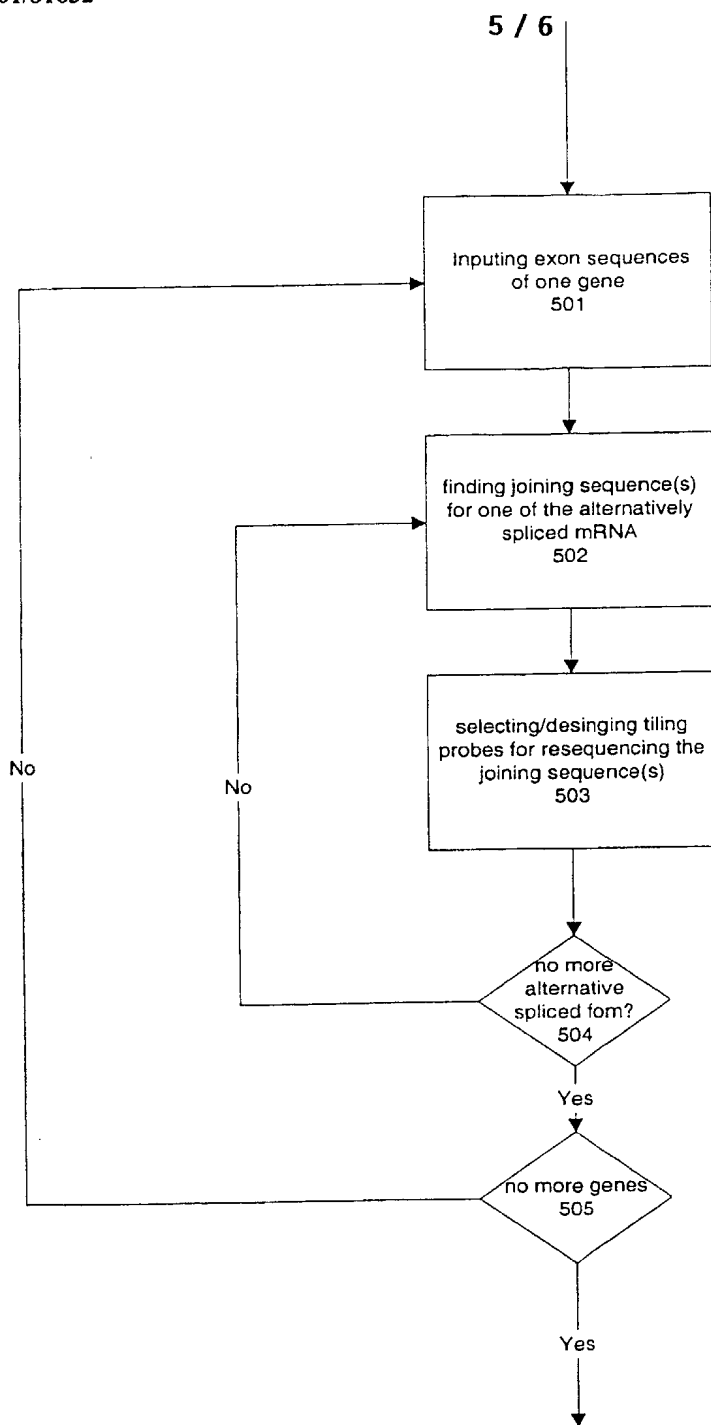 5 / 6
Inputing exon sequences
of one gene
501
finding joining sequence(s)
for one of the alternatively
spliced mRNA
502
selecting/desinging tiling
probes for resequencing the
joining sequence(s)
503
No
No
no more
alternative
spliced fom?
504
Yes
no more genes
505
Yes